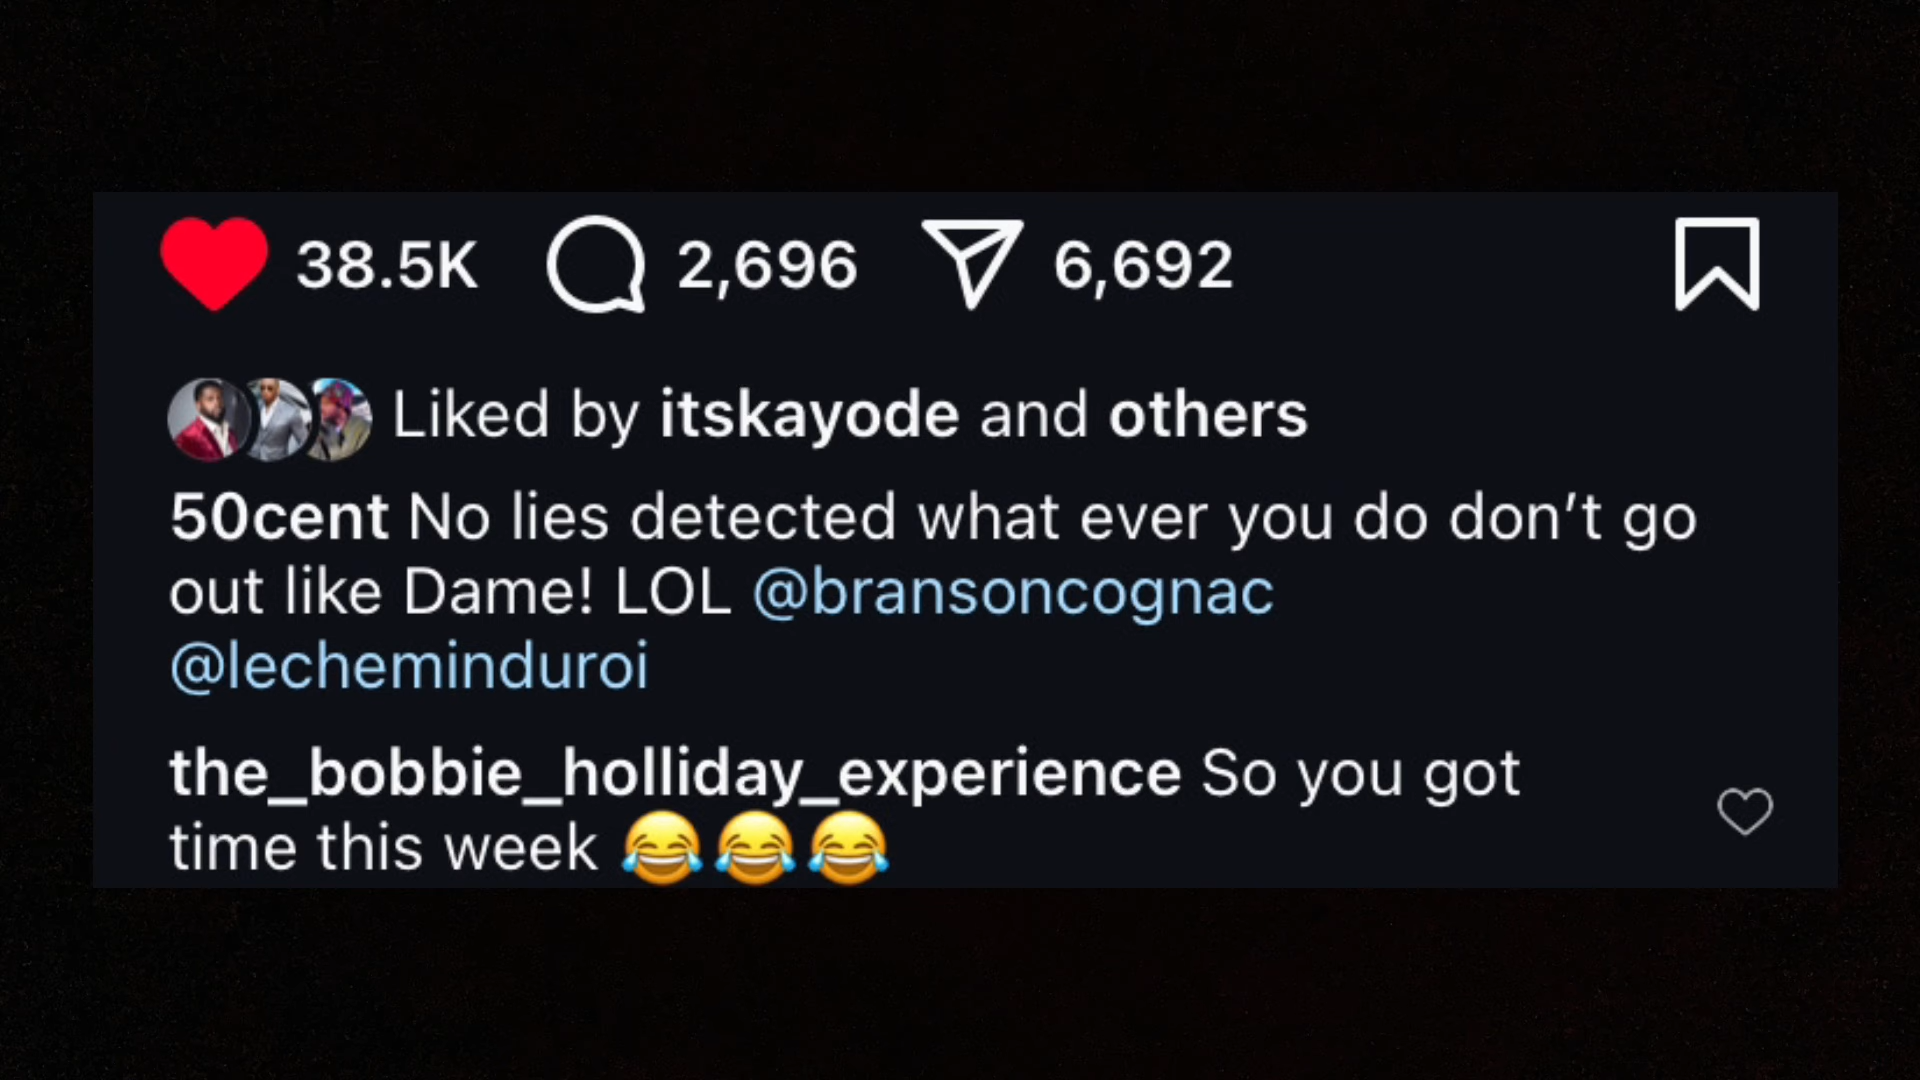 38.5K 2,696 6,692
Liked by itskayode and others
50cent No lies detected what ever you do don’t go
out like Dame! LOL @bransoncognac
@lecheminduroi
the_bobbie_holliday_experience So you got
time this week 😂😂😂